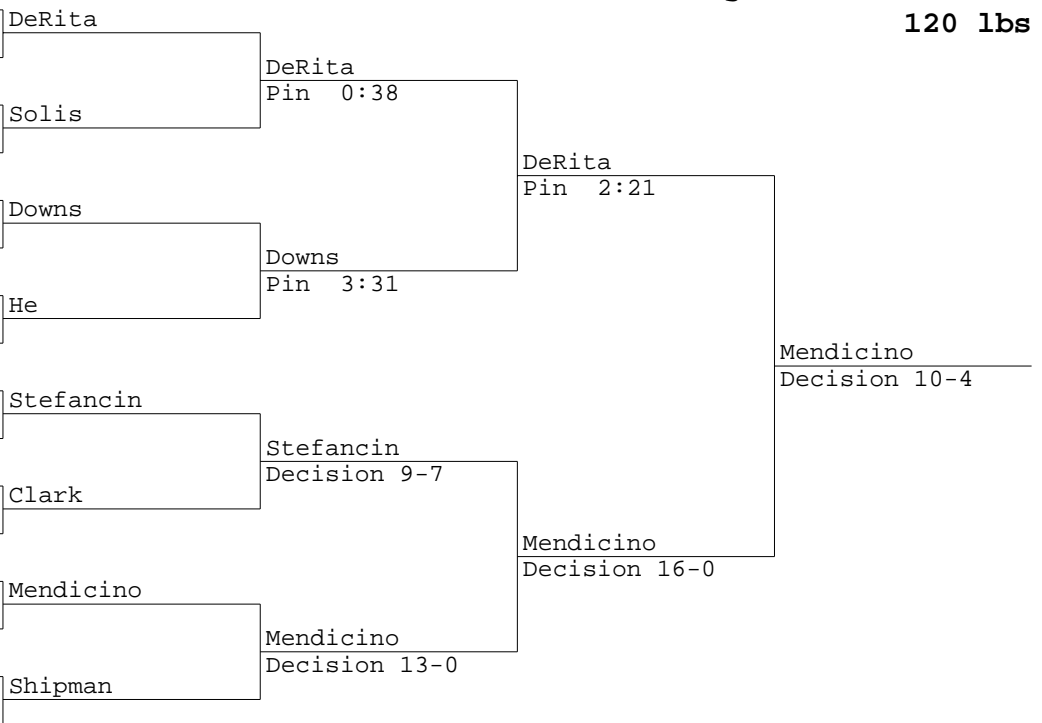 120 lbs
DeRita
DeRita
Pin 0:38
Solis
DeRita
Pin 2:21
Downs
Downs
Pin 3:31
He
Mendicino
Decision 10-4
Stefancin
Stefancin
Decision 9-7
Clark
Mendicino
Decision 16-0
Mendicino
Mendicino
Decision 13-0
Shipman